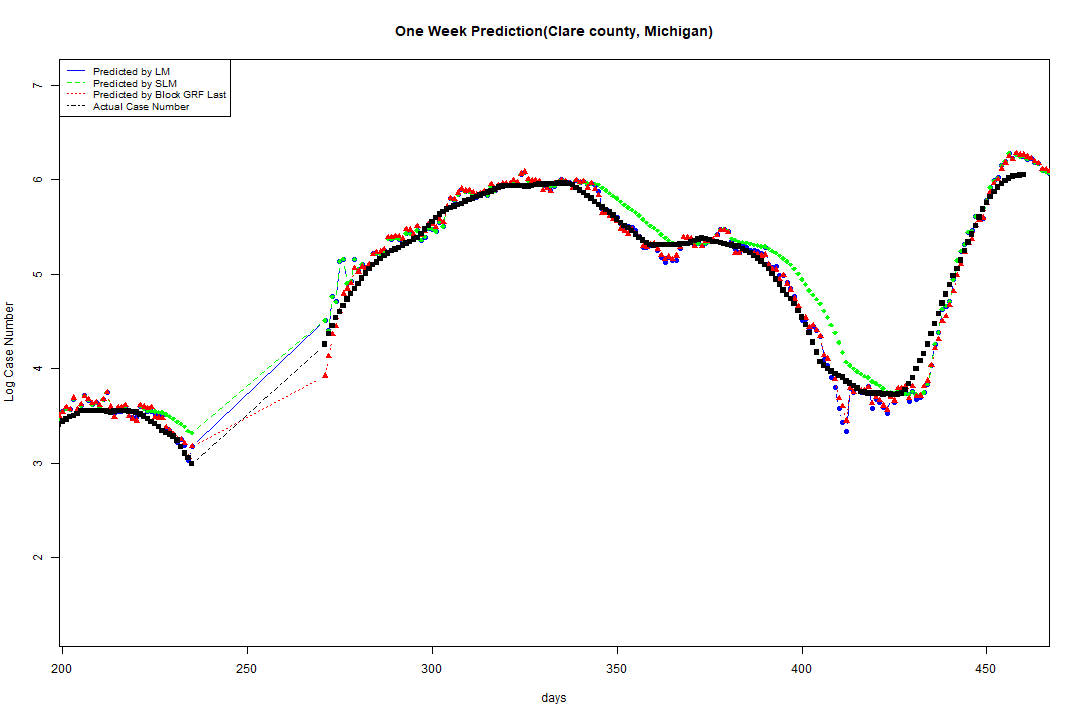 One Week Prediction(Clare county, Michigan)
Predicted by LM
Predicted by SLM
Predicted by Block GRF Last
Actual Case Number
7
6
5
4
3
2
Log Case Number
200 250 300 350 400 450
days